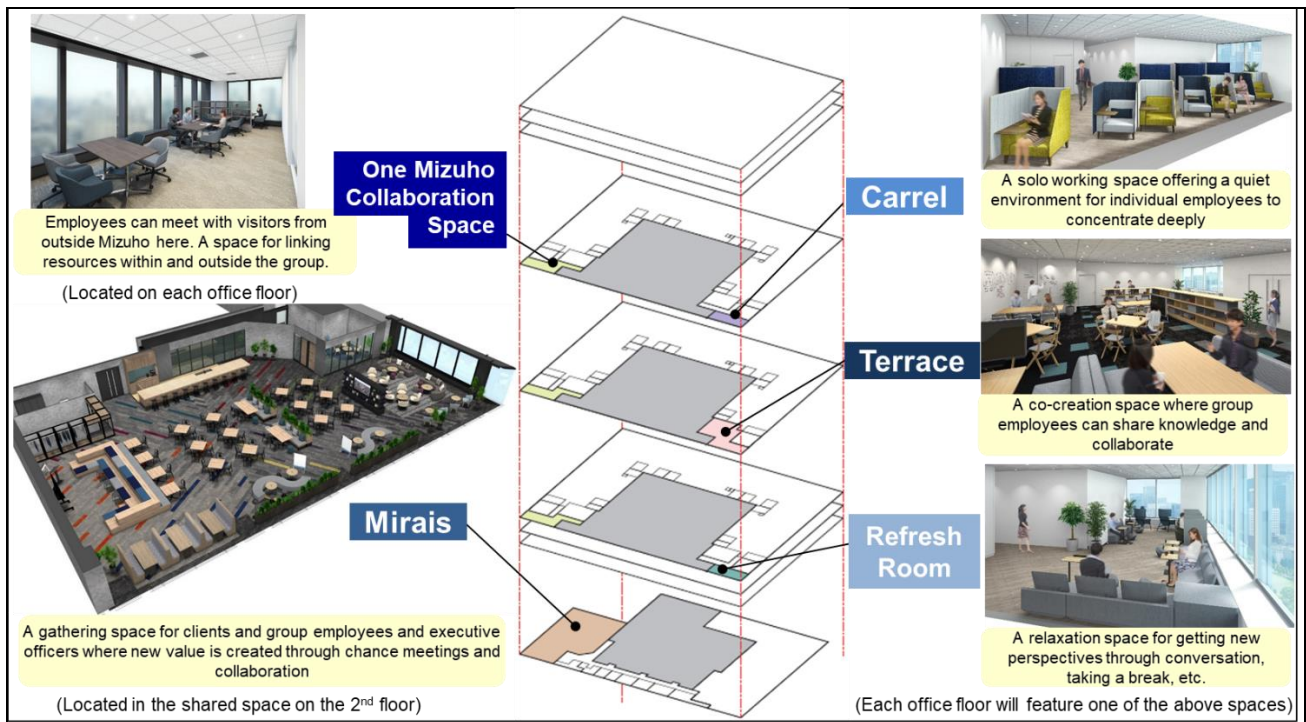 One Mizuho
Collaboration
Space
Employees can meet with visitors from
outside Mizuho here. A space for linking
resources within and outside the group.
(Located on each office floor)
Mirais
A gathering space for clients and group employees and executive
officers where new value is created through chance meetings and
collaboration
(Located in the shared space on the 2nd floor)
Carrel
A solo working space offering a quiet
environment for individual employees to
concentrate deeply
Terrace
A co-creation space where group
employees can share knowledge and
collaborate
Refresh
Room
A relaxation space for getting new
perspectives through conversation,
taking a break, etc.
(Each office floor will feature one of the above spaces)